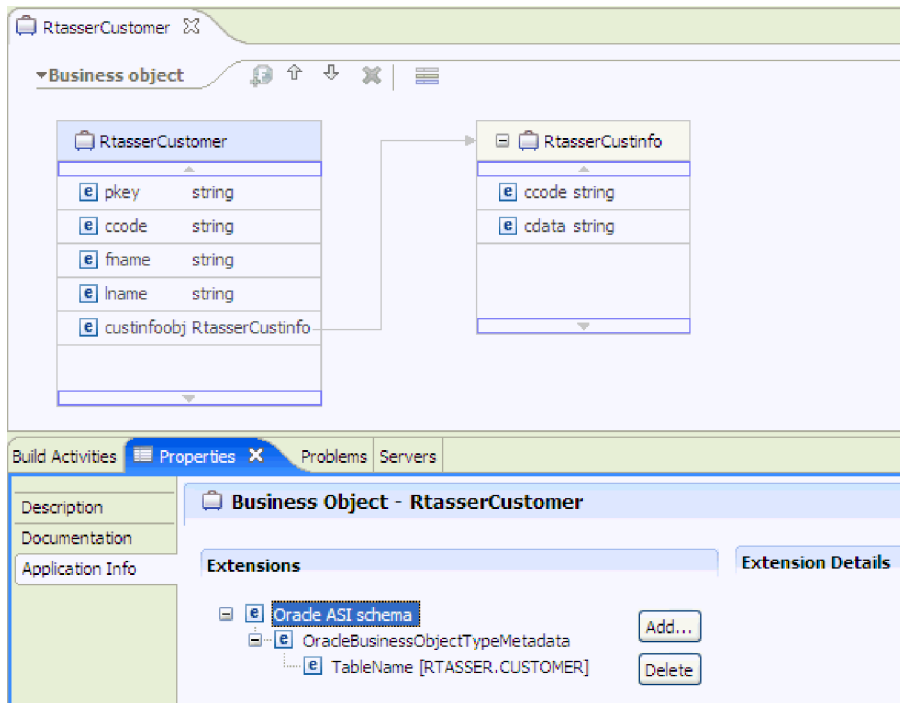 RtasserCustomer
Business object
RtasserCustomer
pkey string
ccode string
fname string
lname string
custinfoobj RtasserCustinfo
RtasserCustinfo
ccode string
cdata string
Build Activities Properties Problems Servers
Description
Documentation
Application Info
Business Object - RtasserCustomer
Extensions
Extension Details
Oracle ASI schema
OracleBusinessObjectTypeMetadata
TableName [RTASSER.CUSTOMER]
Add...
Delete